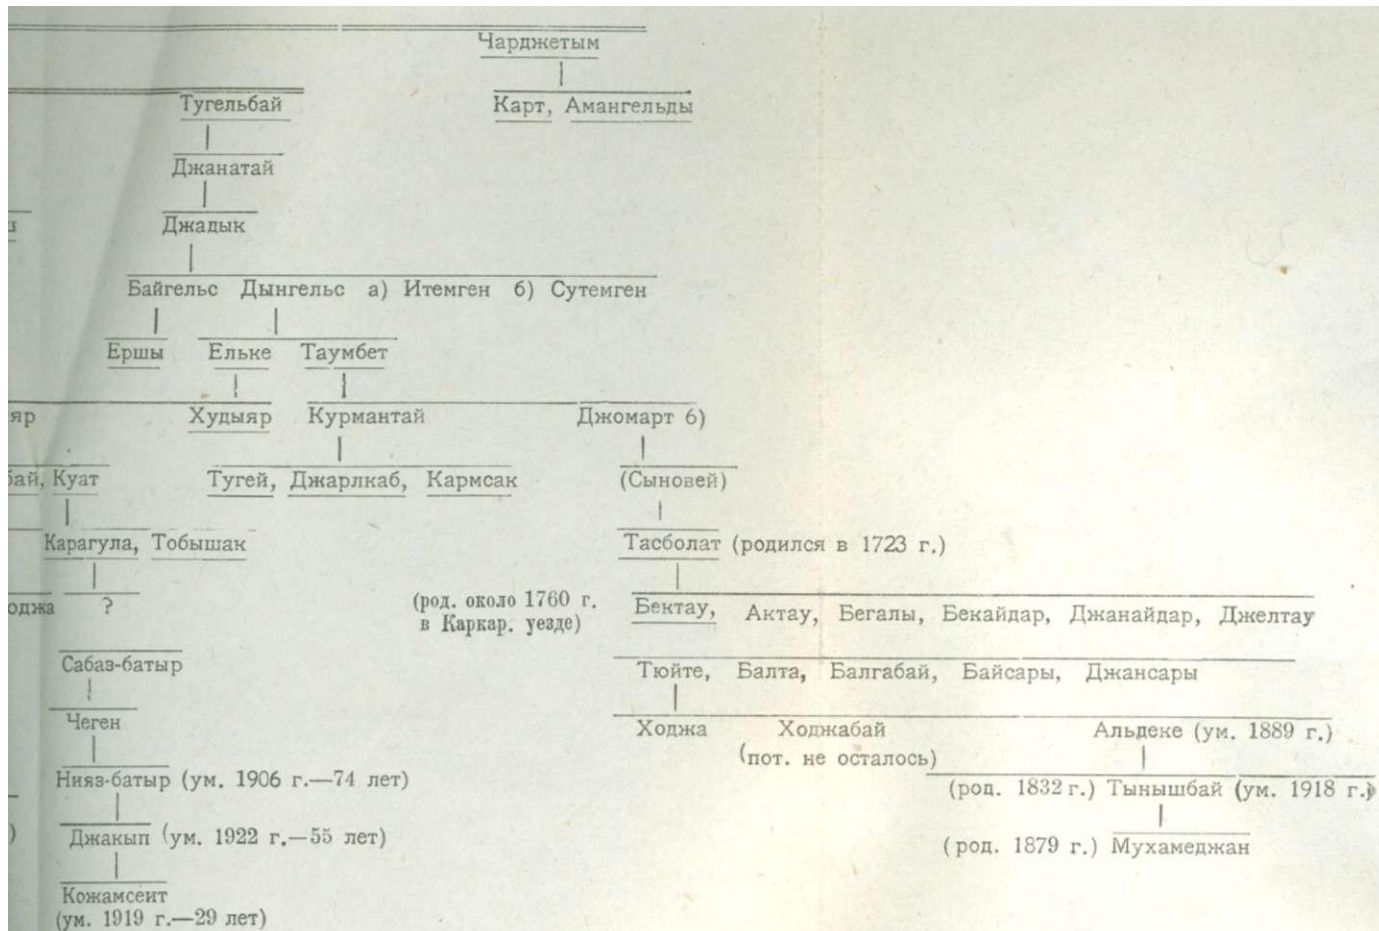 Чарджетым
Тугельбай
Карт, Амангельды
Джанатай
Джадык
Байгельс Дынгельс а) Итемген б) Сутемген
Ершы Ельке Таумбет
яр Худыяр Курмантай Джомарт б)
бай, Куат Тугей, Джарлкаб, Кармсак (Сыновей)
Карагула, Тобышак Тасболат (родился в 1723 г.)
оджа ? (род. около 1760 г. Бектау, Актау, Бегалы, Бекайдар, Джанайдар, Джелтау
в Каркар. уезде)
Сабаз-батыр Тюйте, Балта, Балгабай, Байсары, Джансары
Чеген Ходжа Ходжабай Альдеке (ум. 1889 г.)
(пот. не осталось)
Нияз-батыр (ум. 1906 г.—74 лет) (род. 1832 г.) Тынышбай (ум. 1918 г.)
) Джакып (ум. 1922 г.—55 лет) (род. 1879 г.) Мухамеджан
Кожамсеит
(ум. 1919 г.—29 лет)